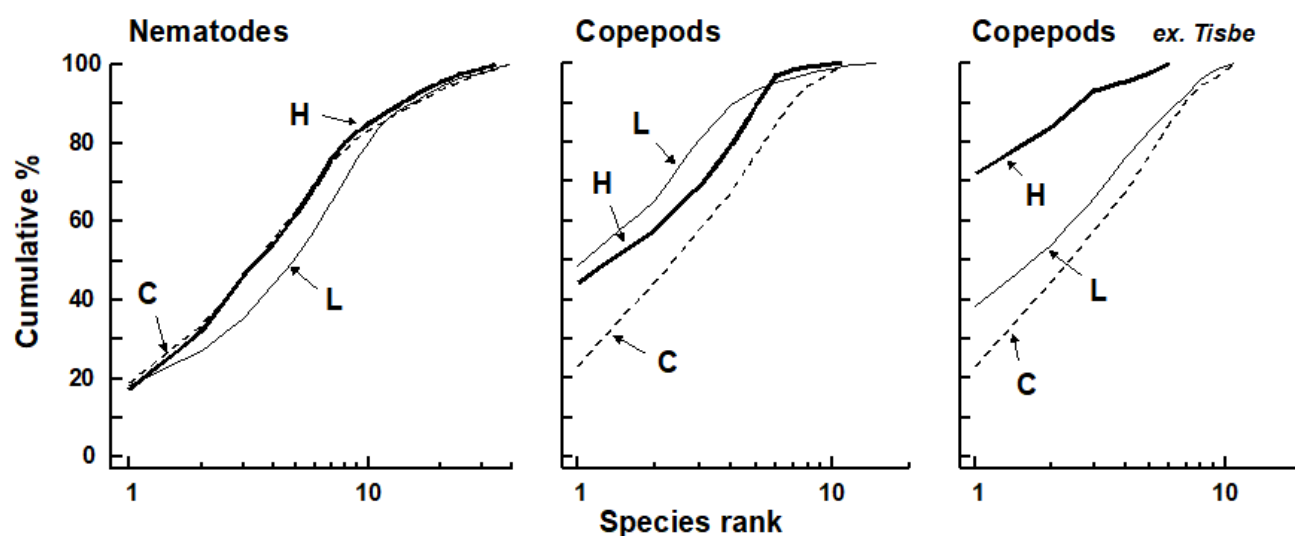 Nematodes
Copepods
Copepods ex. Tisbe
Cumulative %
100
80
60
40
20
0
H
C
L
1
10
L
H
C
1
10
H
L
C
1
10
Species rank